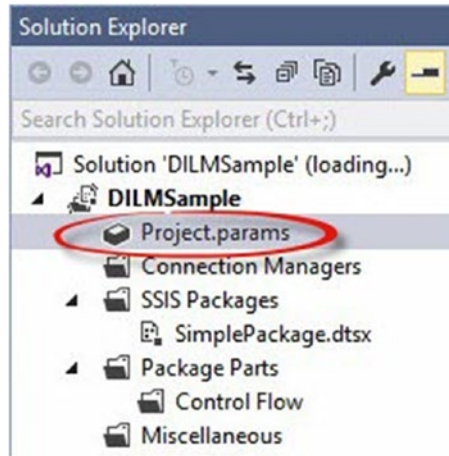 Solution Explorer
Search Solution Explorer (Ctrl+;)
Solution 'DILMSample' (loading...)
DILMSample
Project.params
Connection Managers
SSIS Packages
SimplePackage.dtsx
Package Parts
Control Flow
Miscellaneous